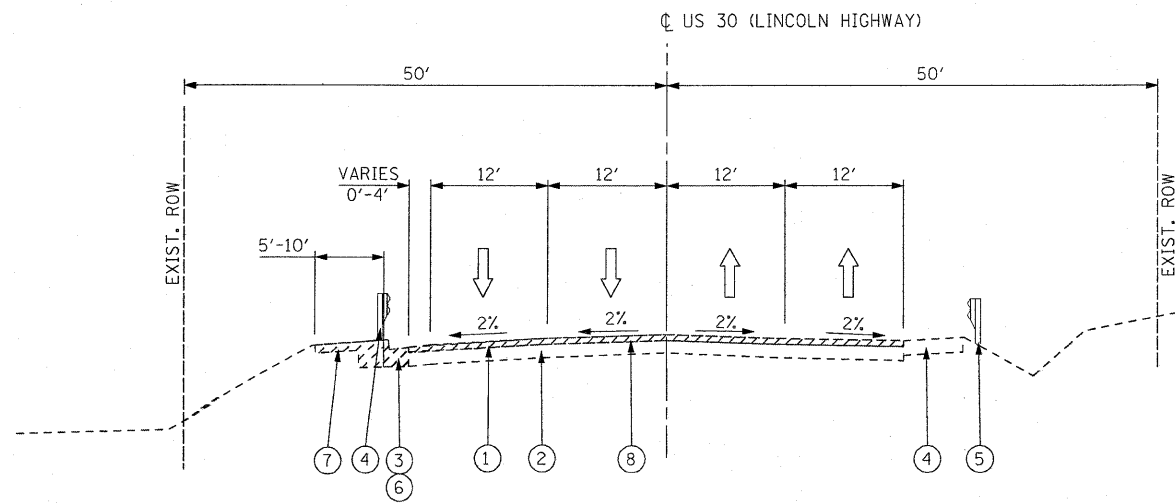 ℄ US 30 (LINCOLN HIGHWAY)
50' 50'
VARIES
0'-4'
12' 12' 12' 12'
EXIST. ROW
EXIST. ROW
5'-10'
2% 2% 2% 2%
7 4 3 1 2 8 4 5
6